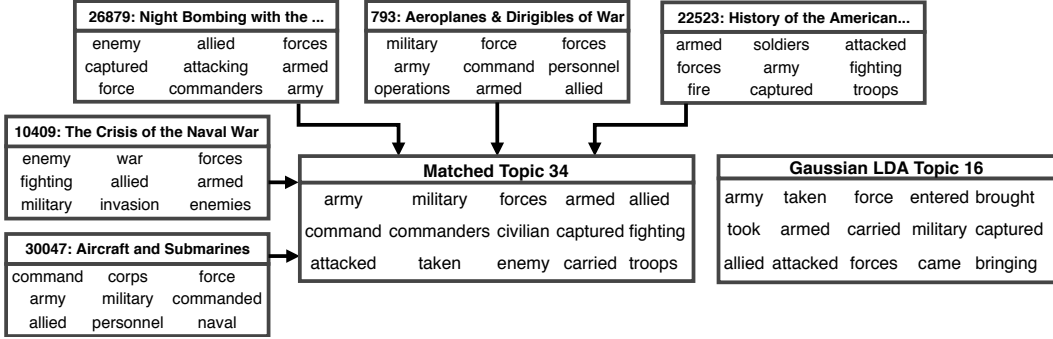 26879: Night Bombing with the ...
enemy allied forces
captured attacking armed
force commanders army
793: Aeroplanes & Dirigibles of War
military force forces
army command personnel
operations armed allied
22523: History of the American...
armed soldiers attacked
forces army fighting
fire captured troops
10409: The Crisis of the Naval War
enemy war forces
fighting allied armed
military invasion enemies
30047: Aircraft and Submarines
command corps force
army military commanded
allied personnel naval
Matched Topic 34
army military forces armed allied
command commanders civilian captured fighting
attacked taken enemy carried troops
Gaussian LDA Topic 16
army taken force entered brought
took armed carried military captured
allied attacked forces came bringing